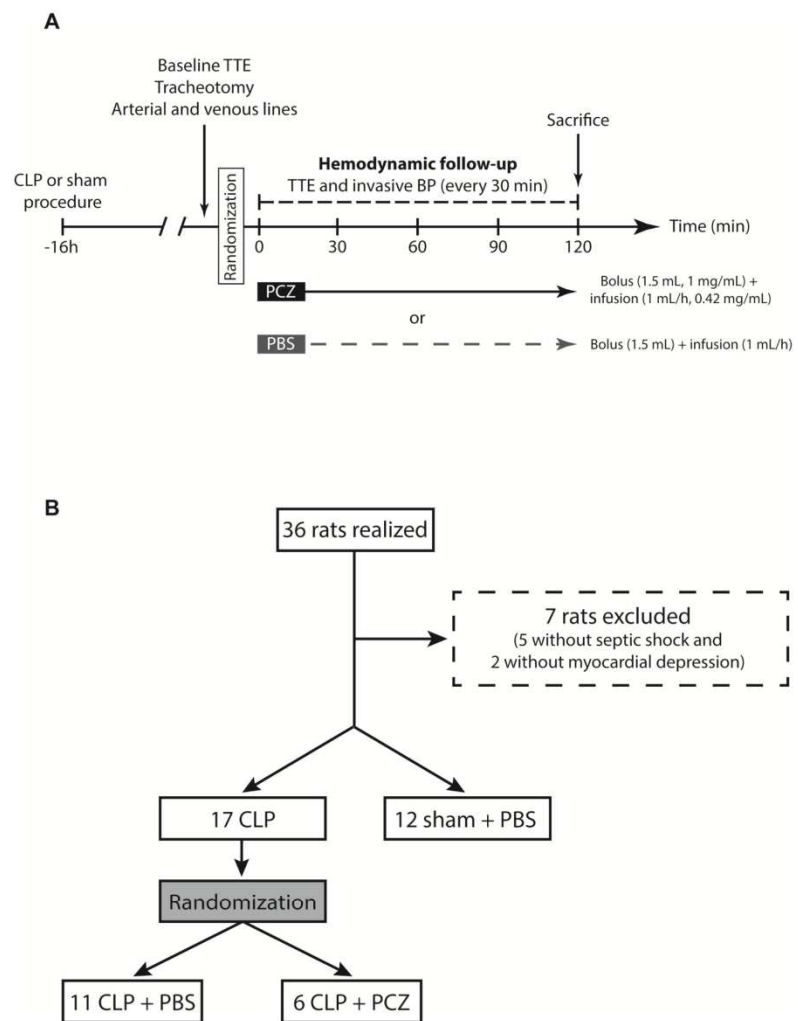 A
Baseline TTE
Tracheotomy
Arterial and venous lines
Sacrifice
Hemodynamic follow-up
TTE and invasive BP (every 30 min)
CLP or sham
procedure
Randomization
Time (min)
-16h
0
30
60
90
120
PCZ
Bolus (1.5 mL, 1 mg/mL) +
infusion (1 mL/h, 0.42 mg/mL)
or
PBS
Bolus (1.5 mL) + infusion (1 mL/h)
B
36 rats realized
7 rats excluded
(5 without septic shock and
2 without myocardial depression)
17 CLP
12 sham + PBS
Randomization
11 CLP + PBS
6 CLP + PCZ